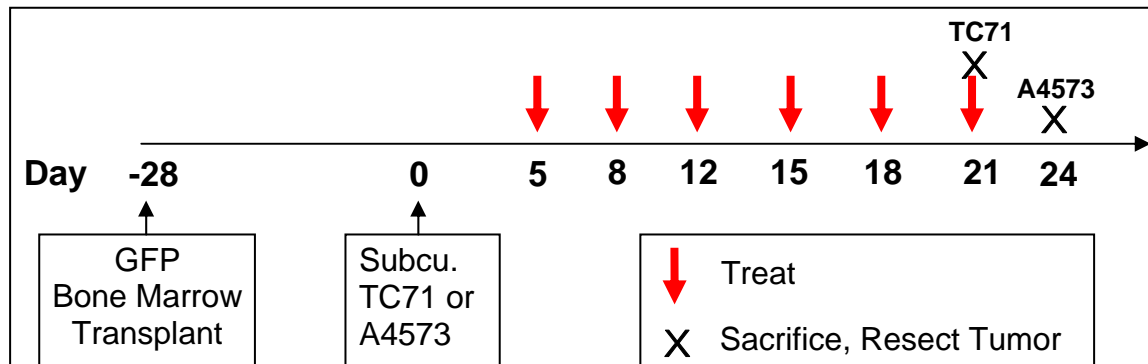 TC71
X
A4573
X
Day -28 0 5 8 12 15 18 21 24
GFP
Bone Marrow
Transplant
Subcu.
TC71 or
A4573
Treat
X Sacrifice, Resect Tumor